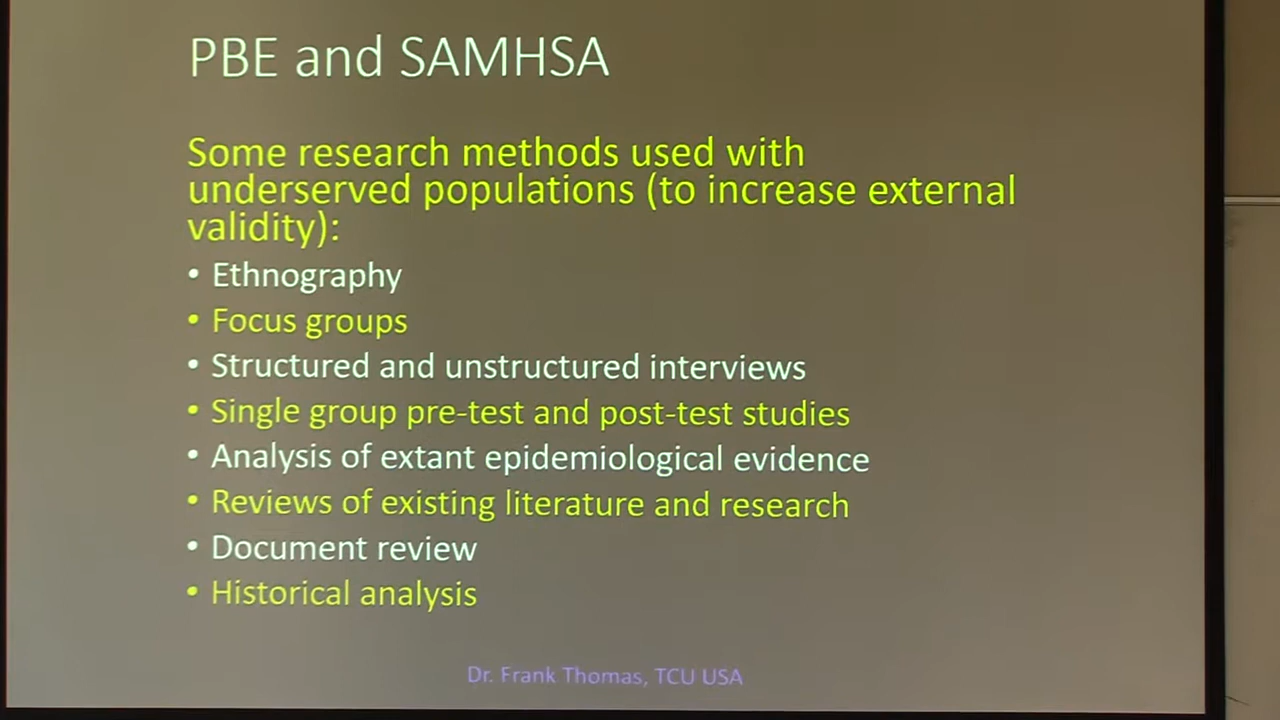 PBE and SAMHSA
Some research methods used with
underserved populations (to increase external
validity):
• Ethnography
• Focus groups
• Structured and unstructured interviews
• Single group pre-test and post-test studies
• Analysis of extant epidemiological evidence
• Reviews of existing literature and research
• Document review
• Historical analysis
Dr. Frank Thomas, TCU USA